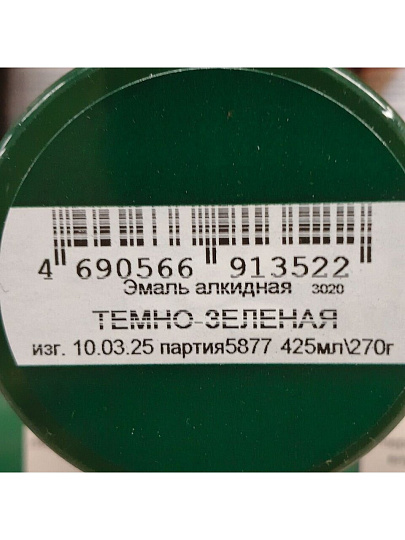 4 690566 913522
Эмаль алкидная 3020
ТЕМНО-ЗЕЛЕНАЯ
изг. 10.03.25 партия5877 425мл\270г